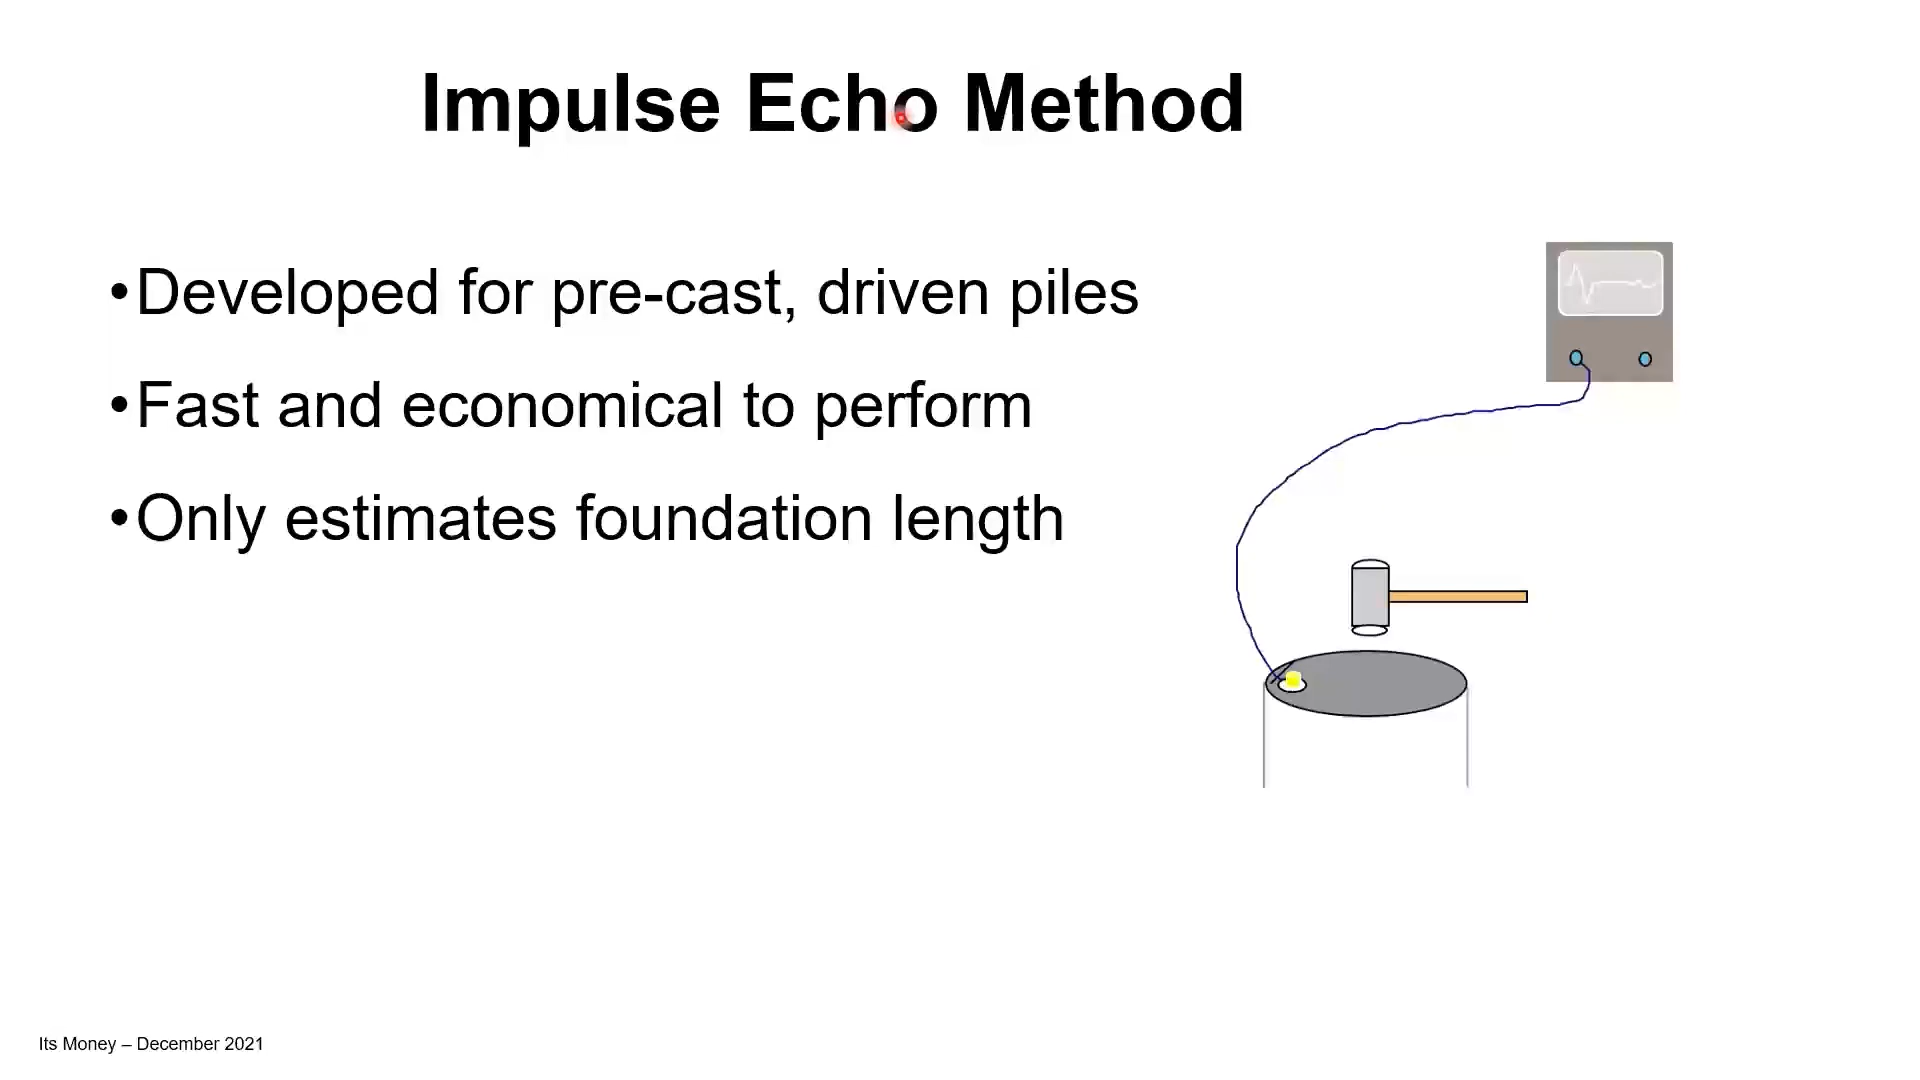 Impulse Echo Method
•Developed for pre-cast, driven piles
•Fast and economical to perform
•Only estimates foundation length
Its Money – December 2021